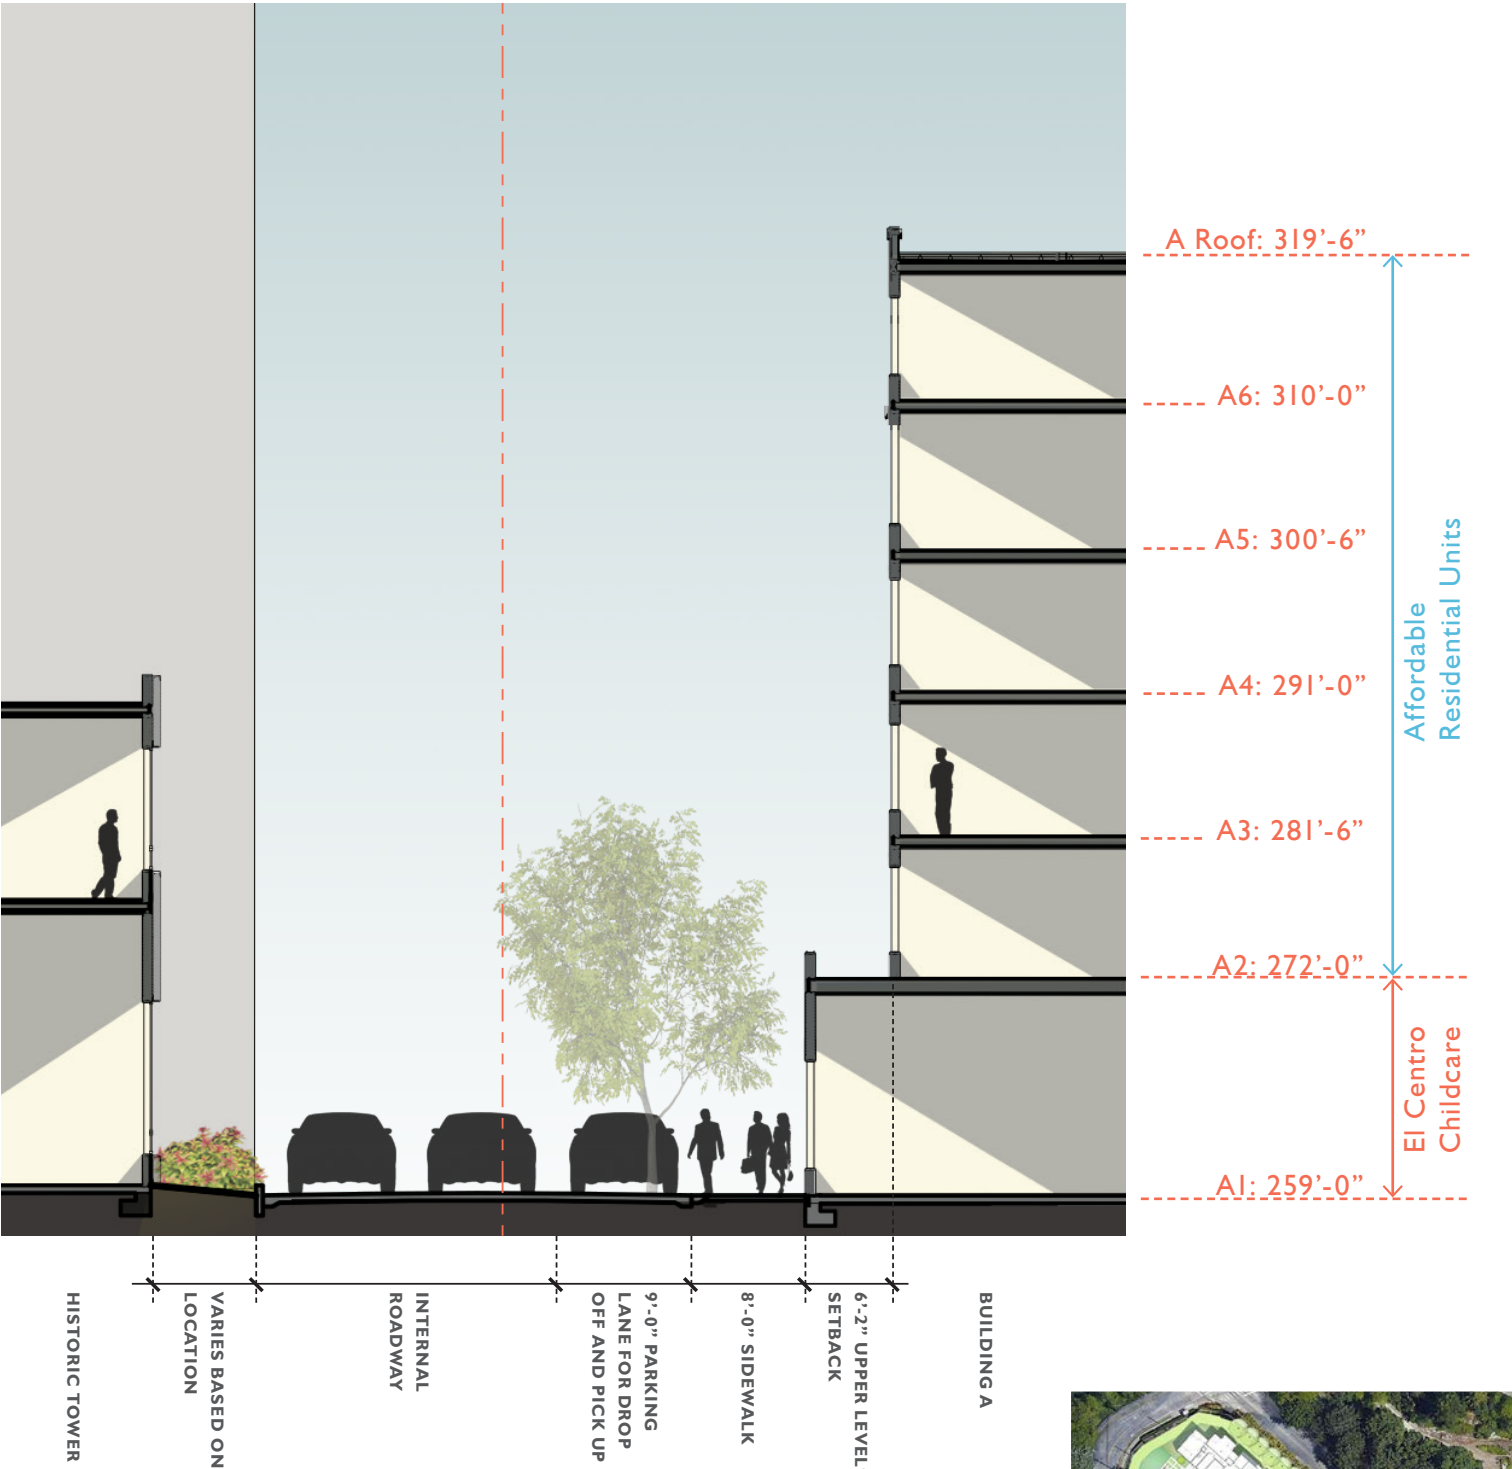 A Roof: 319’-6”
A6: 310’-0”
A5: 300’-6”
A4: 291’-0”
A3: 281’-6”
A2: 272’-0”
A1: 259’-0”
Affordable
Residential Units
El Centro
Childcare
HISTORIC TOWER
VARIES BASED ON
LOCATION
INTERNAL
ROADWAY
9’-0” PARKING
LANE FOR DROP
OFF AND PICK UP
8’-0” SIDEWALK
6’-2” UPPER LEVEL
SETBACK
BUILDING A